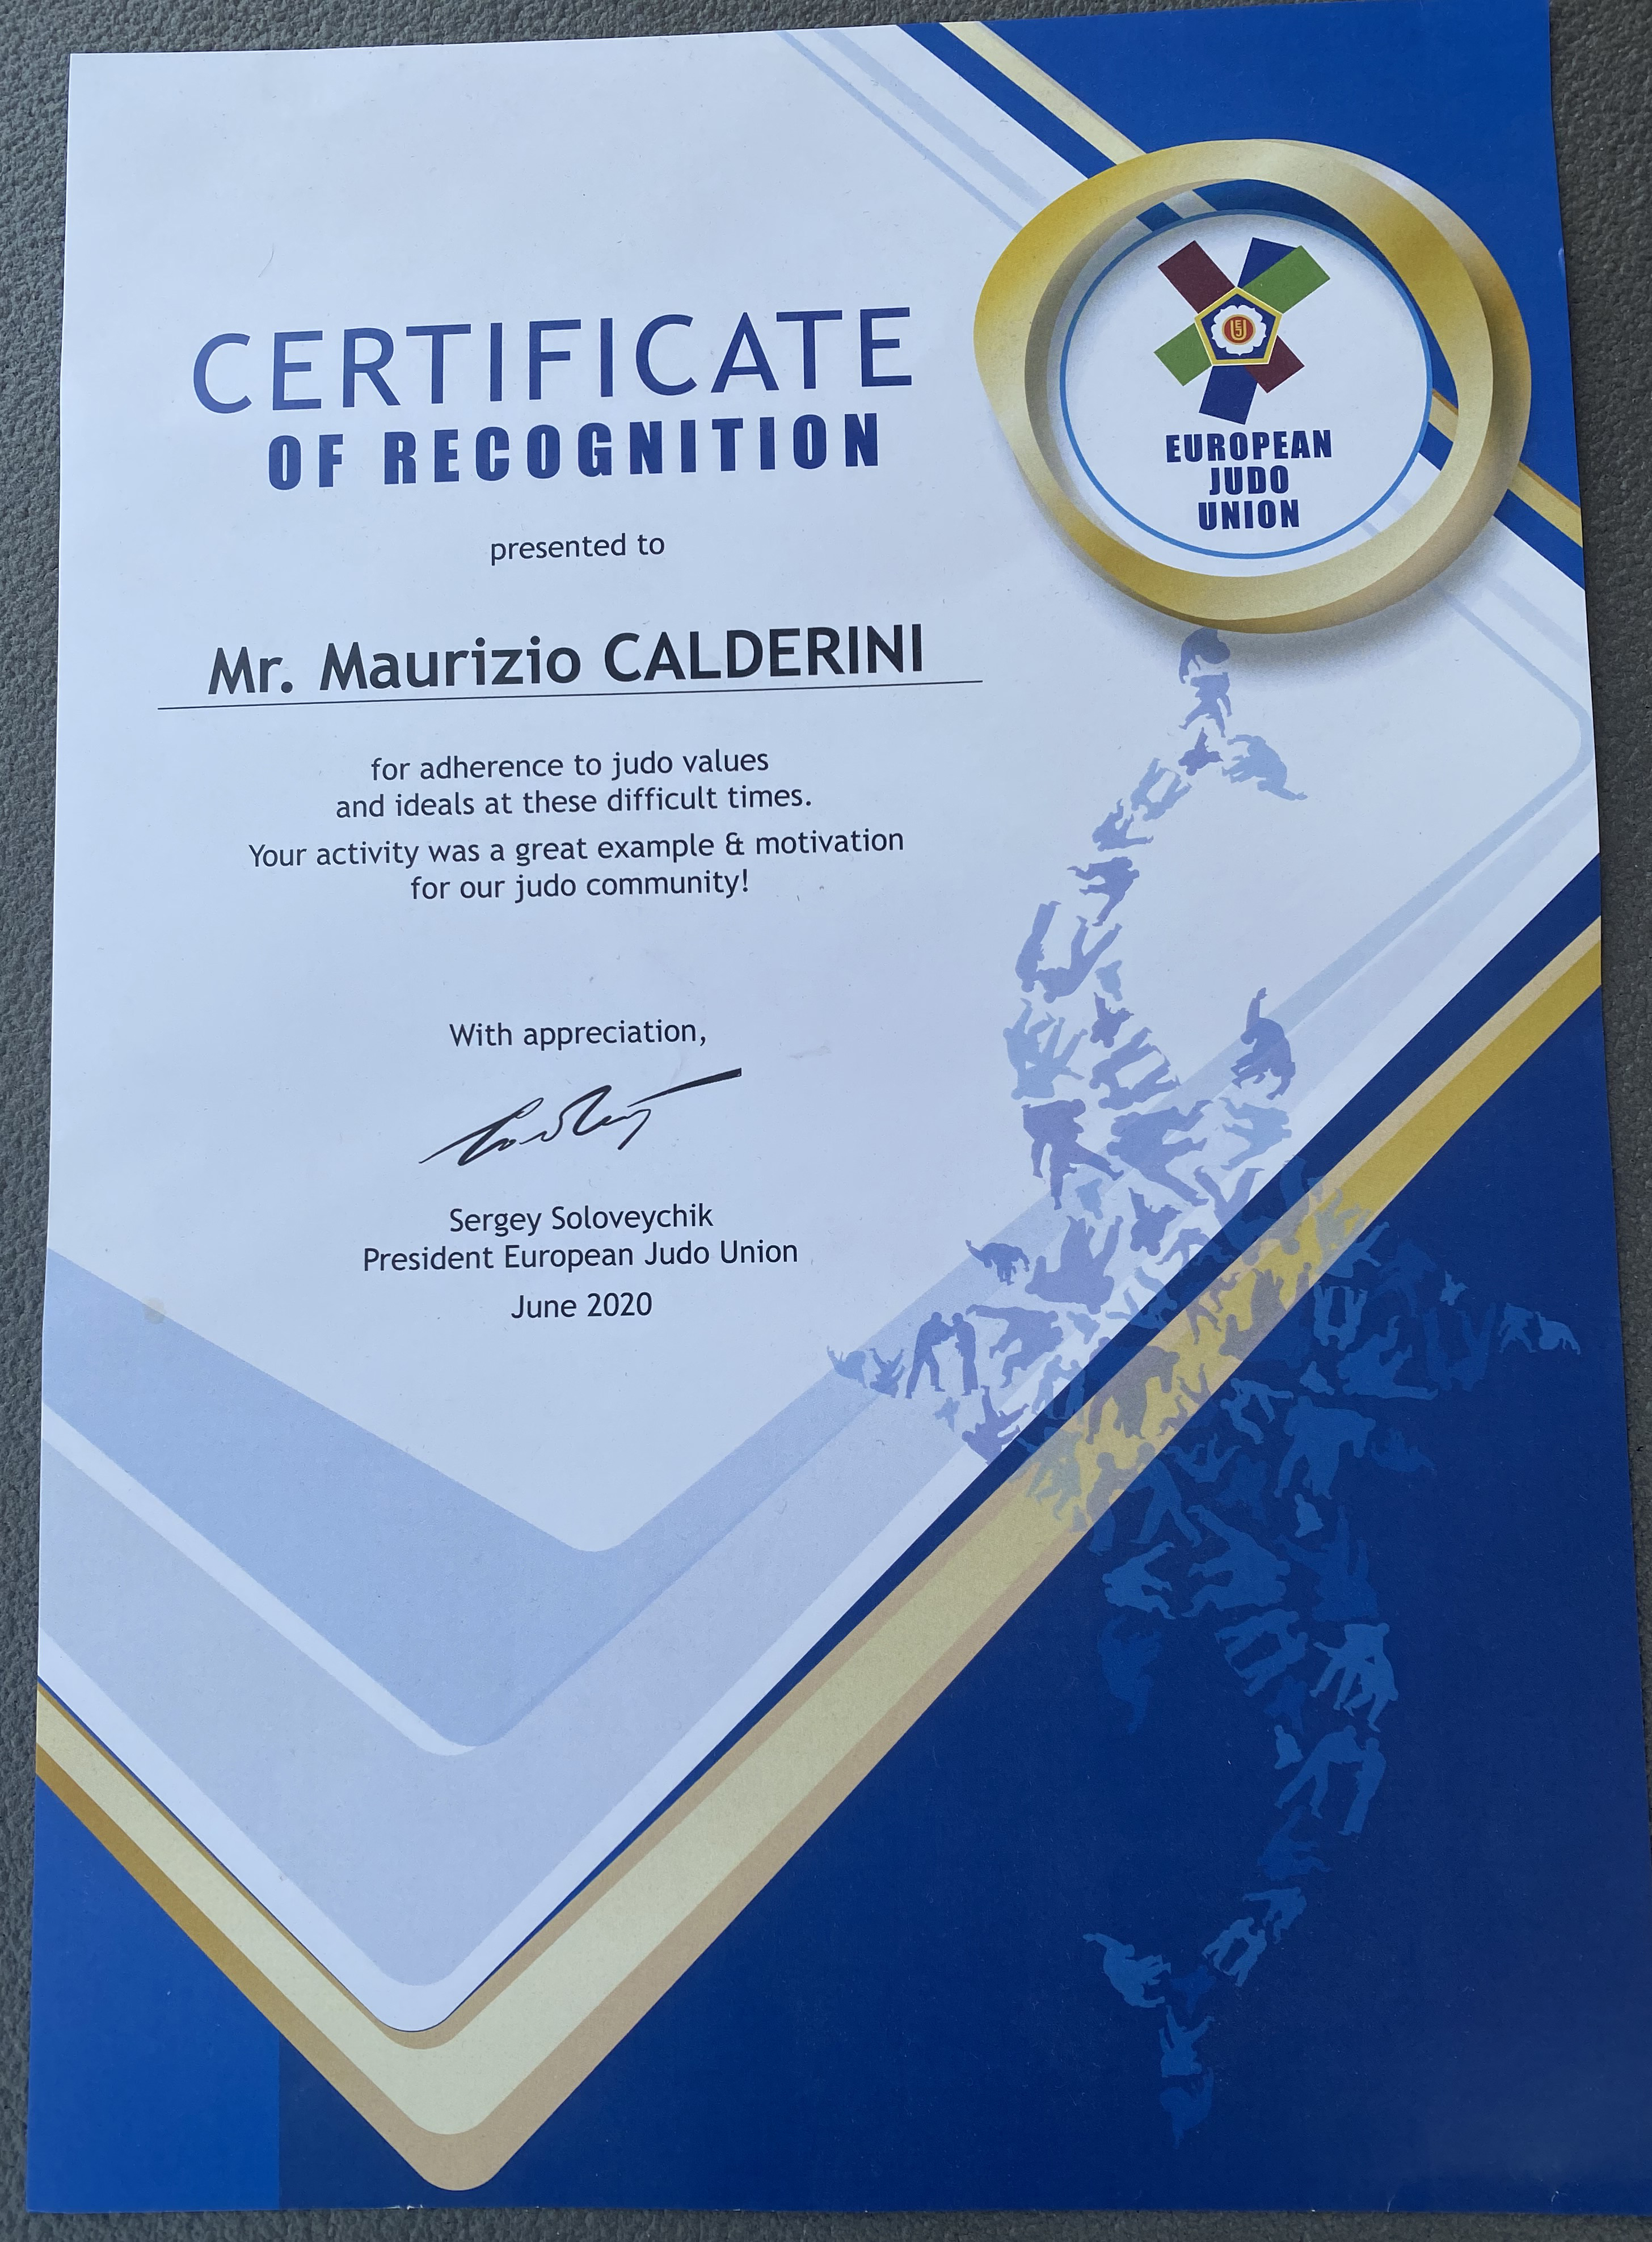 CERTIFICATE
OF RECOGNITION
presented to
Mr. Maurizio CALDERINI
for adherence to judo values
and ideals at these difficult times.
Your activity was a great example & motivation
for our judo community!
With appreciation,
Sergey Soloveychik
President European Judo Union
June 2020
EJU
EUROPEAN
JUDO
UNION